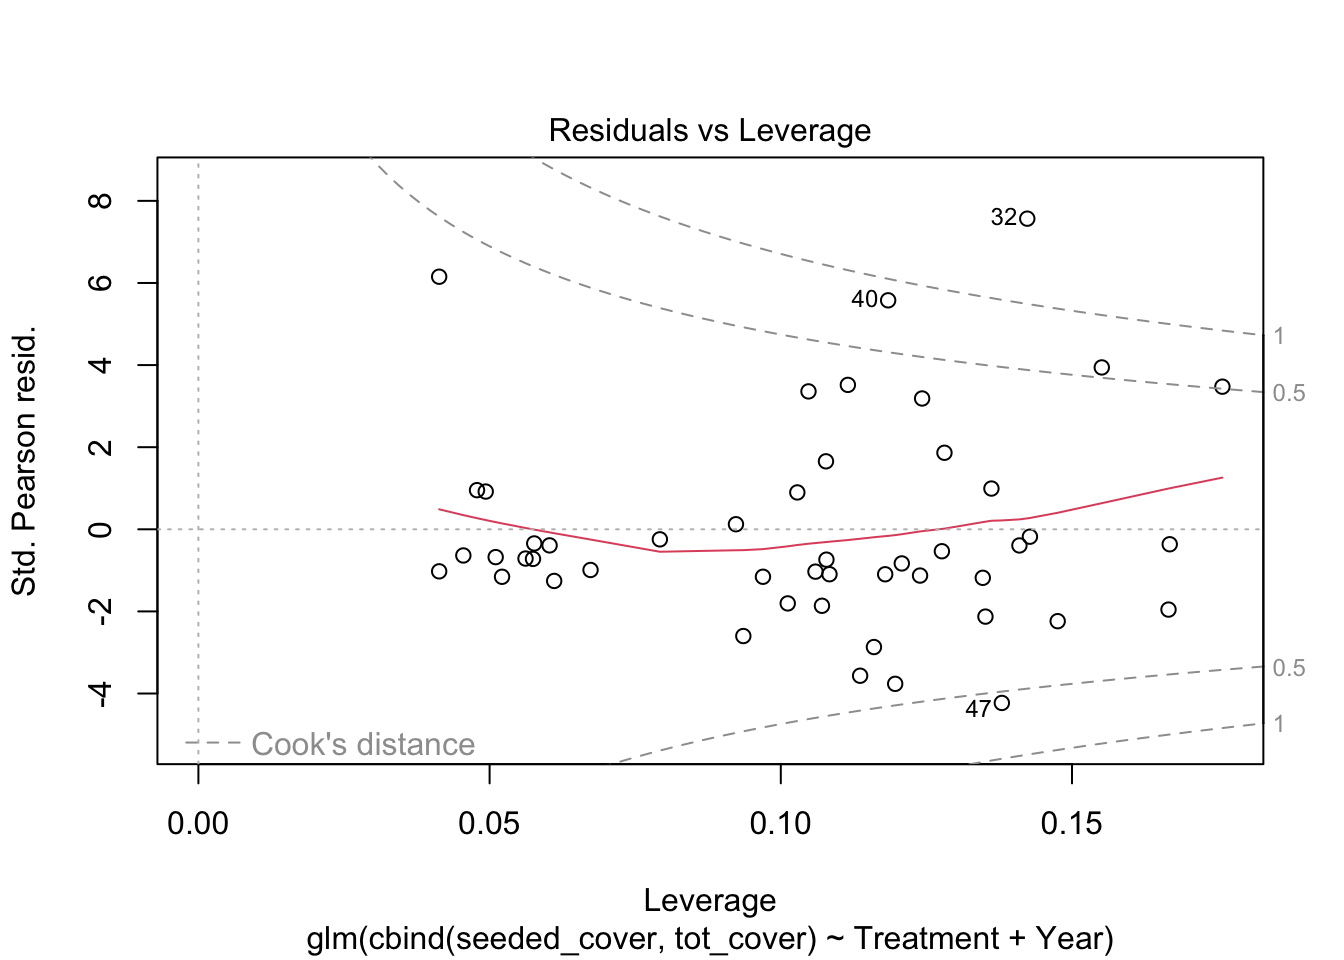 Residuals vs Leverage
Std. Pearson resid.
8
6
4
2
0
-2
-4
32
40
47
1
0.5
0.5
1
Cook's distance
0.00 0.05 0.10 0.15
Leverage
glm(cbind(seeded_cover, tot_cover) ~ Treatment + Year)